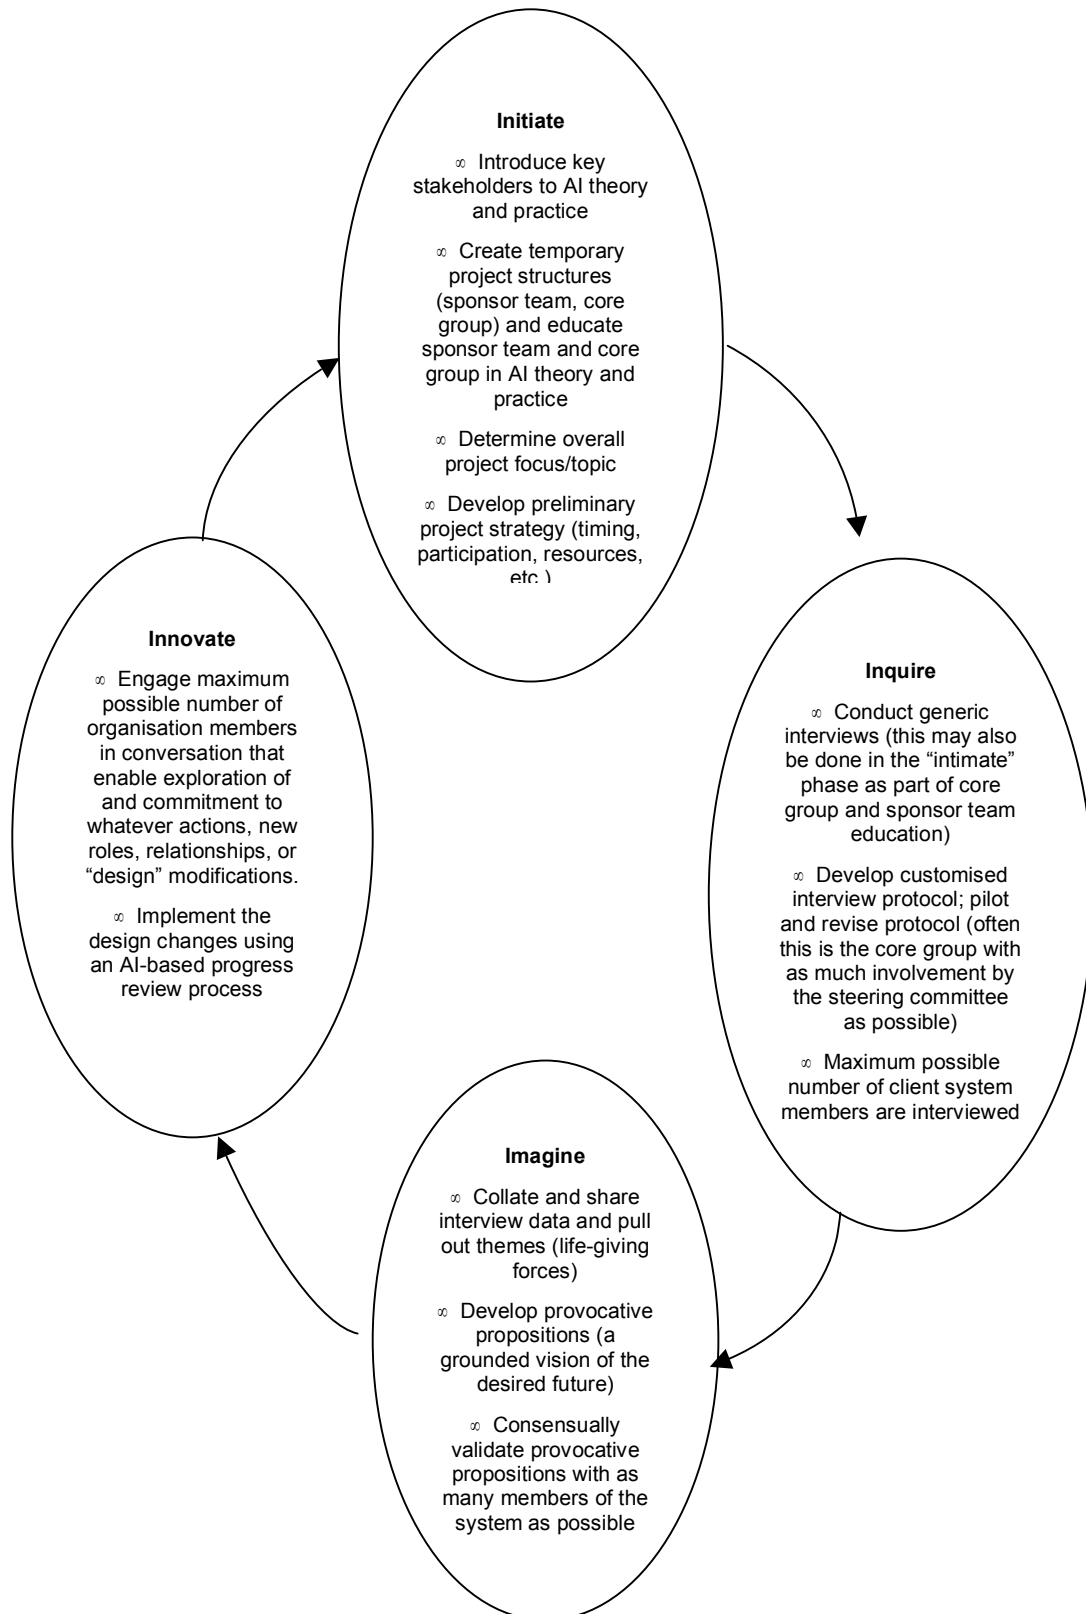 Initiate
∞ Introduce key
stakeholders to AI theory
and practice
∞ Create temporary
project structures
(sponsor team, core
group) and educate
sponsor team and core
group in AI theory and
practice
∞ Determine overall
project focus/topic
∞ Develop preliminary
project strategy (timing,
participation, resources,
etc.)
Inquire
∞ Conduct generic
interviews (this may also
be done in the “intimate”
phase as part of core
group and sponsor team
education)
∞ Develop customised
interview protocol; pilot
and revise protocol (often
this is the core group with
as much involvement by
the steering committee
as possible)
∞ Maximum possible
number of client system
members are interviewed
Imagine
∞ Collate and share
interview data and pull
out themes (life-giving
forces)
∞ Develop provocative
propositions (a
grounded vision of the
desired future)
∞ Consensually
validate provocative
propositions with as
many members of the
system as possible
Innovate
∞ Engage maximum
possible number of
organisation members
in conversation that
enable exploration of
and commitment to
whatever actions, new
roles, relationships, or
“design” modifications.
∞ Implement the
design changes using
an AI-based progress
review process